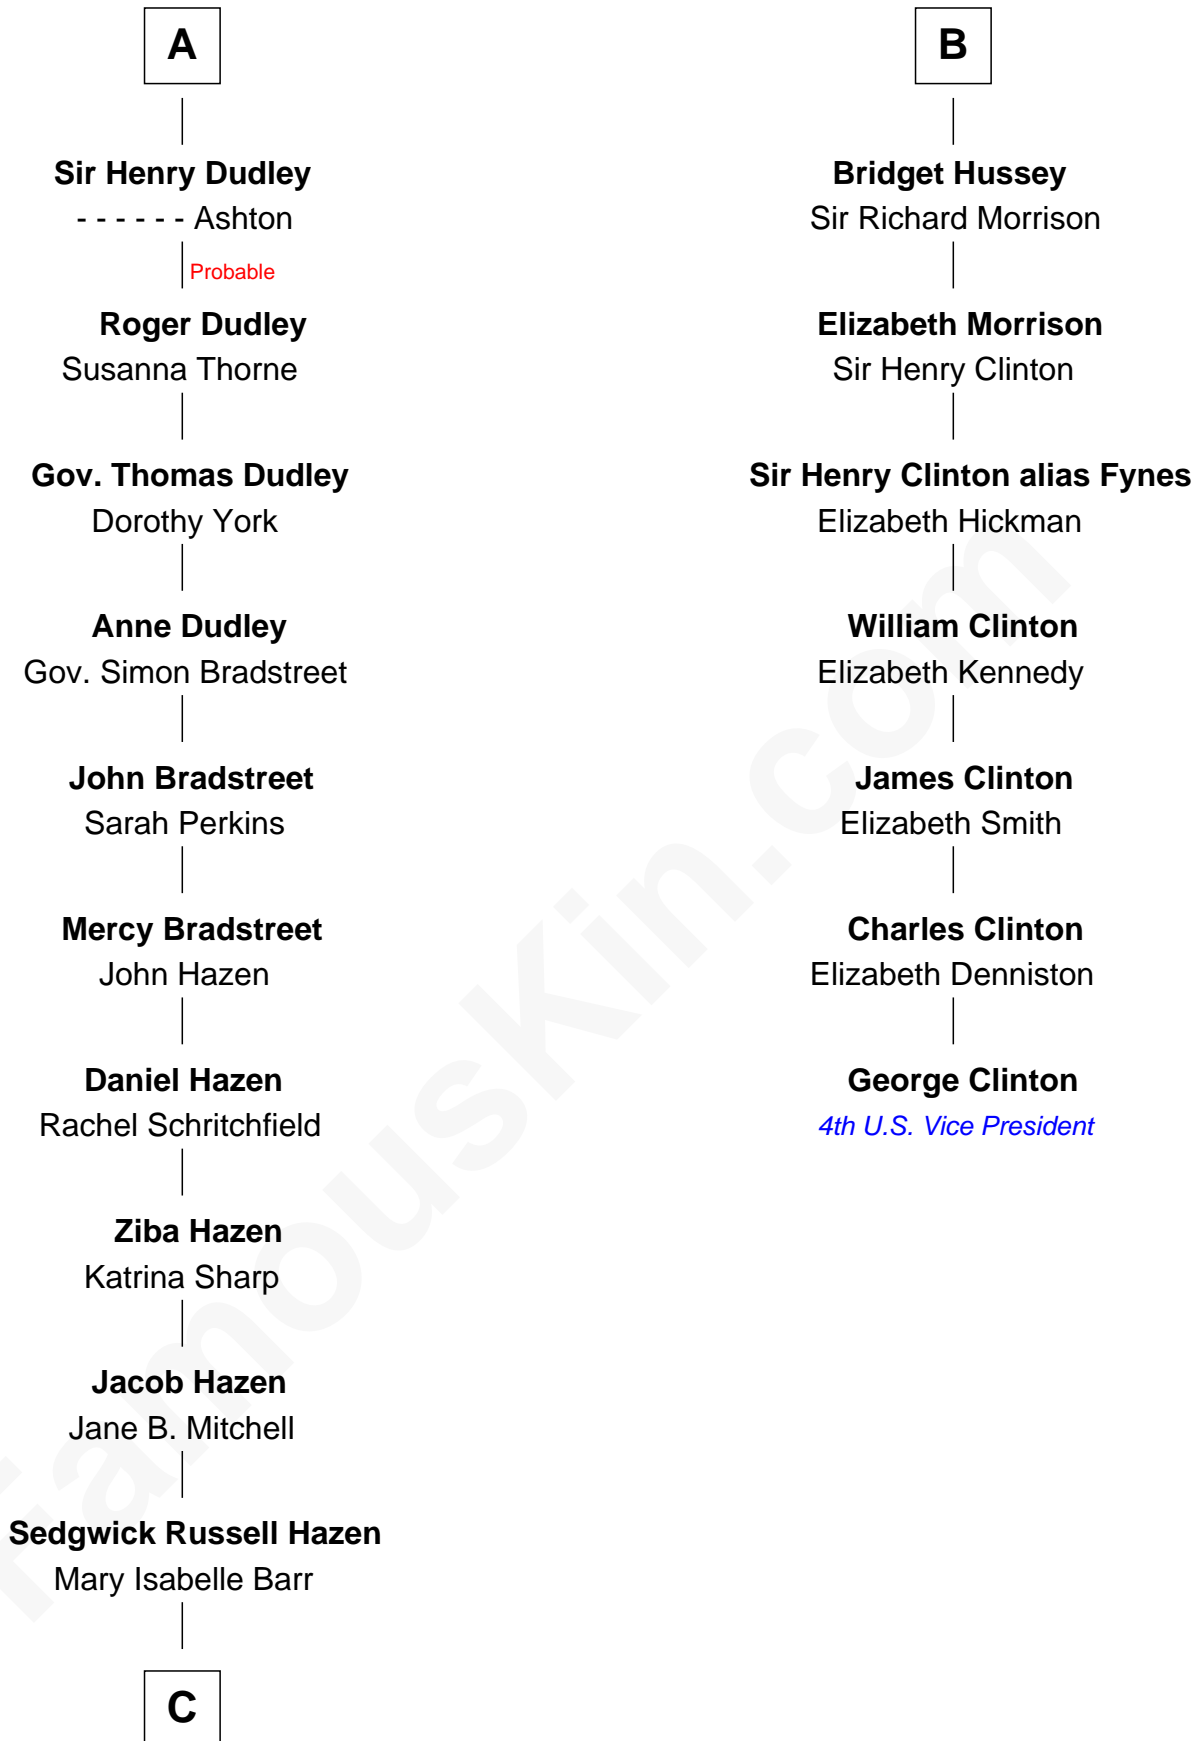 A
Sir Henry Dudley
- - - - - - Ashton
Probable
Roger Dudley
Susanna Thorne
Gov. Thomas Dudley
Dorothy York
Anne Dudley
Gov. Simon Bradstreet
John Bradstreet
Sarah Perkins
Mercy Bradstreet
John Hazen
Daniel Hazen
Rachel Schritchfield
Ziba Hazen
Katrina Sharp
Jacob Hazen
Jane B. Mitchell
Sedgwick Russell Hazen
Mary Isabelle Barr
C
B
Bridget Hussey
Sir Richard Morrison
Elizabeth Morrison
Sir Henry Clinton
Sir Henry Clinton alias Fynes
Elizabeth Hickman
William Clinton
Elizabeth Kennedy
James Clinton
Elizabeth Smith
Charles Clinton
Elizabeth Denniston
George Clinton
4th U.S. Vice President
FamousKin.com